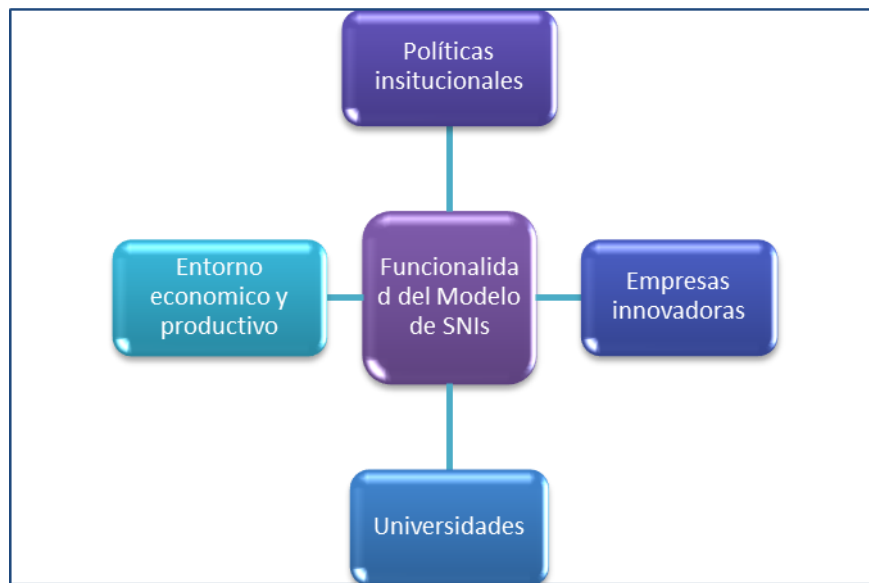 Políticas
insitucionales
Entorno
economico y
productivo
Funcionalida
d del Modelo
de SNIs
Empresas
innovadoras
Universidades